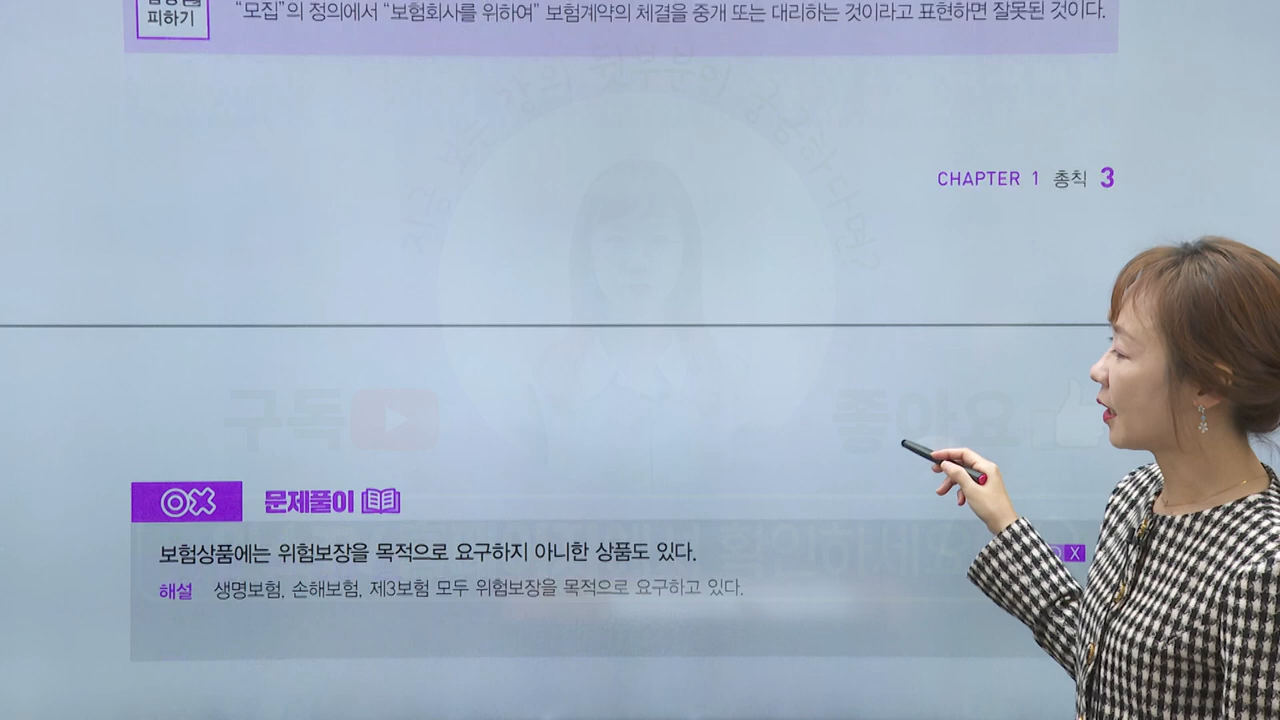 피하기
“모집”의 정의에서 “보험회사를 위하여” 보험계약의 체결을 중개 또는 대리하는 것이라고 표현하면 잘못된 것이다.
CHAPTER 1 총칙 3
구독
좋아요
OX 문제풀이
보험상품에는 위험보장을 목적으로 요구하지 아니한 상품도 있다.
O X
해설 생명보험, 손해보험, 제3보험 모두 위험보장을 목적으로 요구하고 있다.